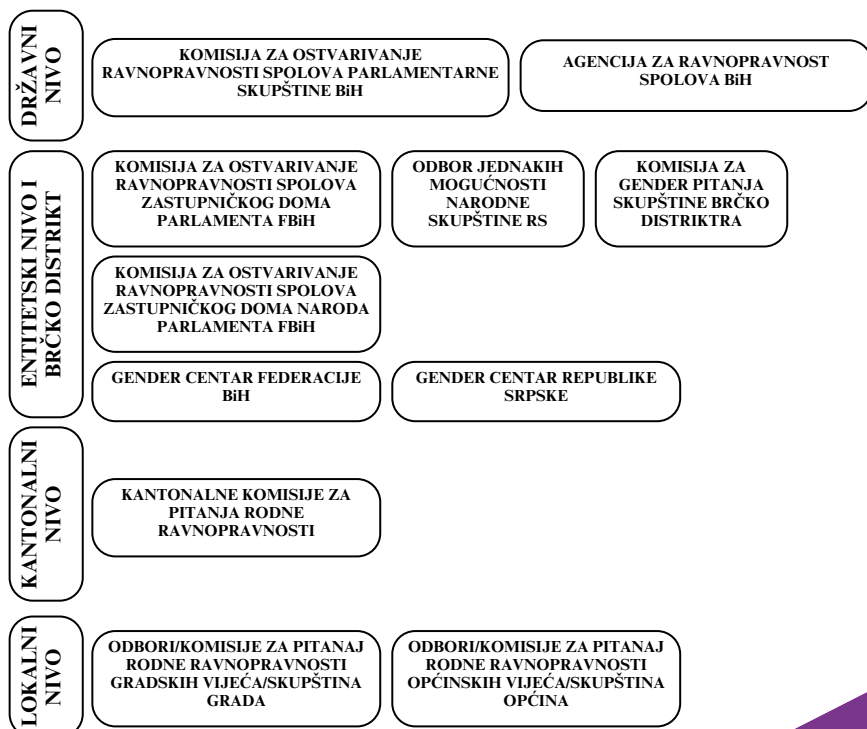 DRŽAVNI
NIVO
KOMISIJA ZA OSTVARIVANJE
RAVNOPRAVNOSTI SPOLOVA PARLAMENTARNE
SKUPŠTINE BiH
AGENCIJA ZA RAVNOPRAVNOST
SPOLOVA BiH
ENTITETSKI NIVO I
BRČKO DISTRIKT
KOMISIJA ZA OSTVARIVANJE
RAVNOPRAVNOSTI SPOLOVA
ZASTUPNIČKOG DOMA
PARLAMENTA FBiH
ODBOR JEDNAKIH
MOGUĆNOSTI
NARODNE
SKUPŠTINE RS
KOMISIJA ZA
GENDER PITANJA
SKUPŠTINE BRČKO
DISTRIKTRA
KOMISIJA ZA OSTVARIVANJE
RAVNOPRAVNOSTI SPOLOVA
ZASTUPNIČKOG DOMA NARODA
PARLAMENTA FBiH
GENDER CENTAR FEDERACIJE
BiH
GENDER CENTAR REPUBLIKE
SRPSKE
KANTONALNI
NIVO
KANTONALNE KOMISIJE ZA
PITANJA RODNE
RAVNOPRAVNOSTI
LOKALNI
NIVO
ODBORI/KOMISIJE ZA PITANAJ
RODNE RAVNOPRAVNOSTI
GRADSKIH VIJEĆA/SKUPŠTINA
GRADA
ODBORI/KOMISIJE ZA PITANAJ
RODNE RAVNOPRAVNOSTI
OPĆINSKIH VIJEĆA/SKUPŠTINA
OPĆINA